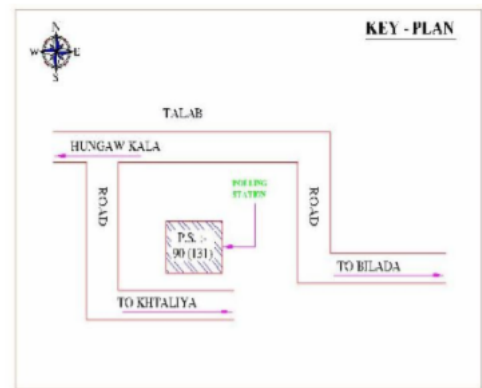 KEY - PLAN
N
W E
S
TALAB
HUNGAW KALA
POLLING
STATION
ROAD
ROAD
P.S. :-
90 (131)
TO BILADA
TO KHTALIYA